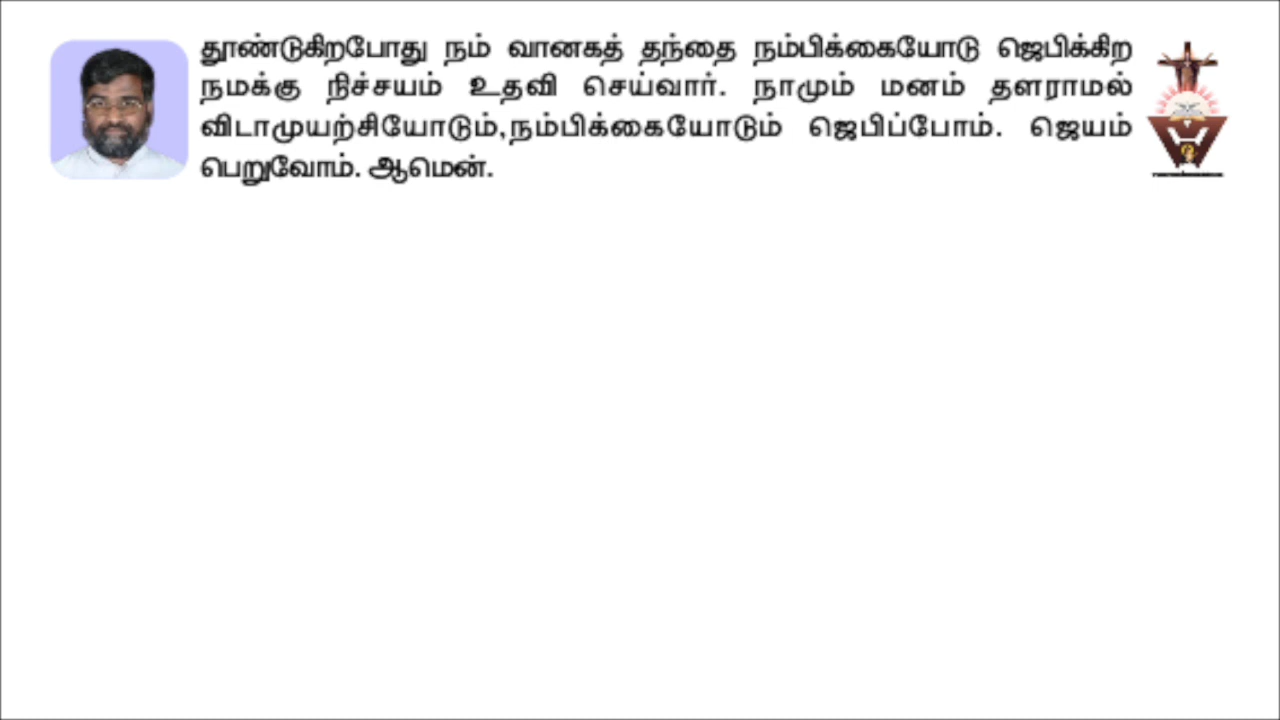 தூண்டுகிறபோது நம் வானகத் தந்தை நம்பிக்கையோடு ஜெபிக்கிற
நமக்கு நிச்சயம் உதவி செய்வார். நாமும் மனம் தளராமல்
விடாமுயற்சியோடும்,நம்பிக்கையோடும் ஜெபிப்போம். ஜெயம்
பெறுவோம். ஆமென்.